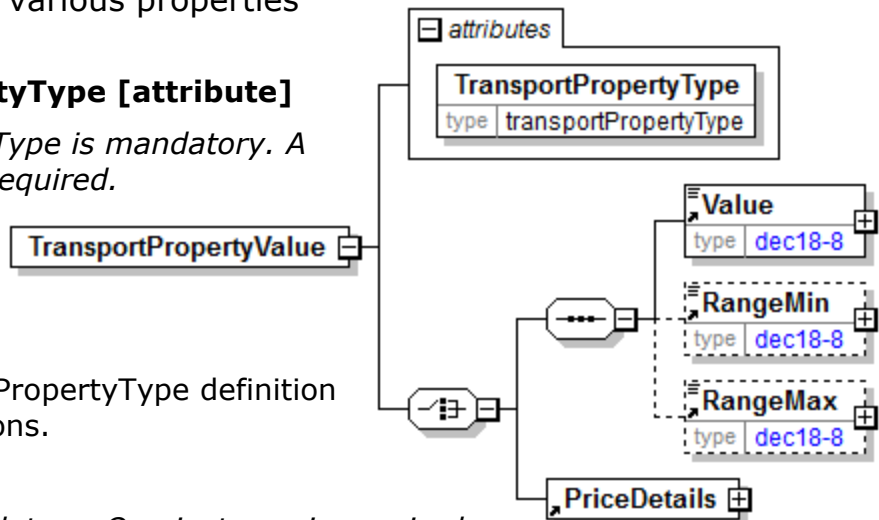 various properties
attributes
TransportPropertyType
type transportPropertyType
tyType [attribute]
Type is mandatory. A
equired.
TransportPropertyValue
Value
type dec18-8
RangeMin
type dec18-8
PropertyType definition
ons.
RangeMax
type dec18-8
PriceDetails